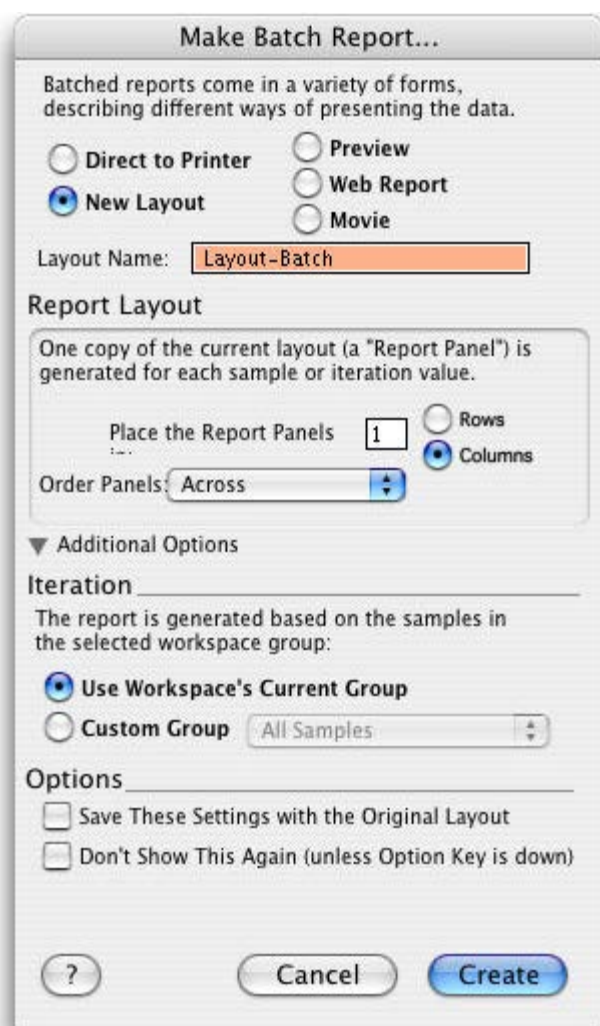 Make Batch Report...
Batched reports come in a variety of forms,
describing different ways of presenting the data.
Direct to Printer
Preview
Web Report
New Layout
Movie
Layout Name: Layout-Batch
Report Layout
One copy of the current layout (a "Report Panel") is
generated for each sample or iteration value.
Place the Report Panels 1 Rows
Columns
Order Panels: Across
Additional Options
Iteration
The report is generated based on the samples in
the selected workspace group:
Use Workspace's Current Group
Custom Group All Samples
Options
Save These Settings with the Original Layout
Don't Show This Again (unless Option Key is down)
? Cancel Create